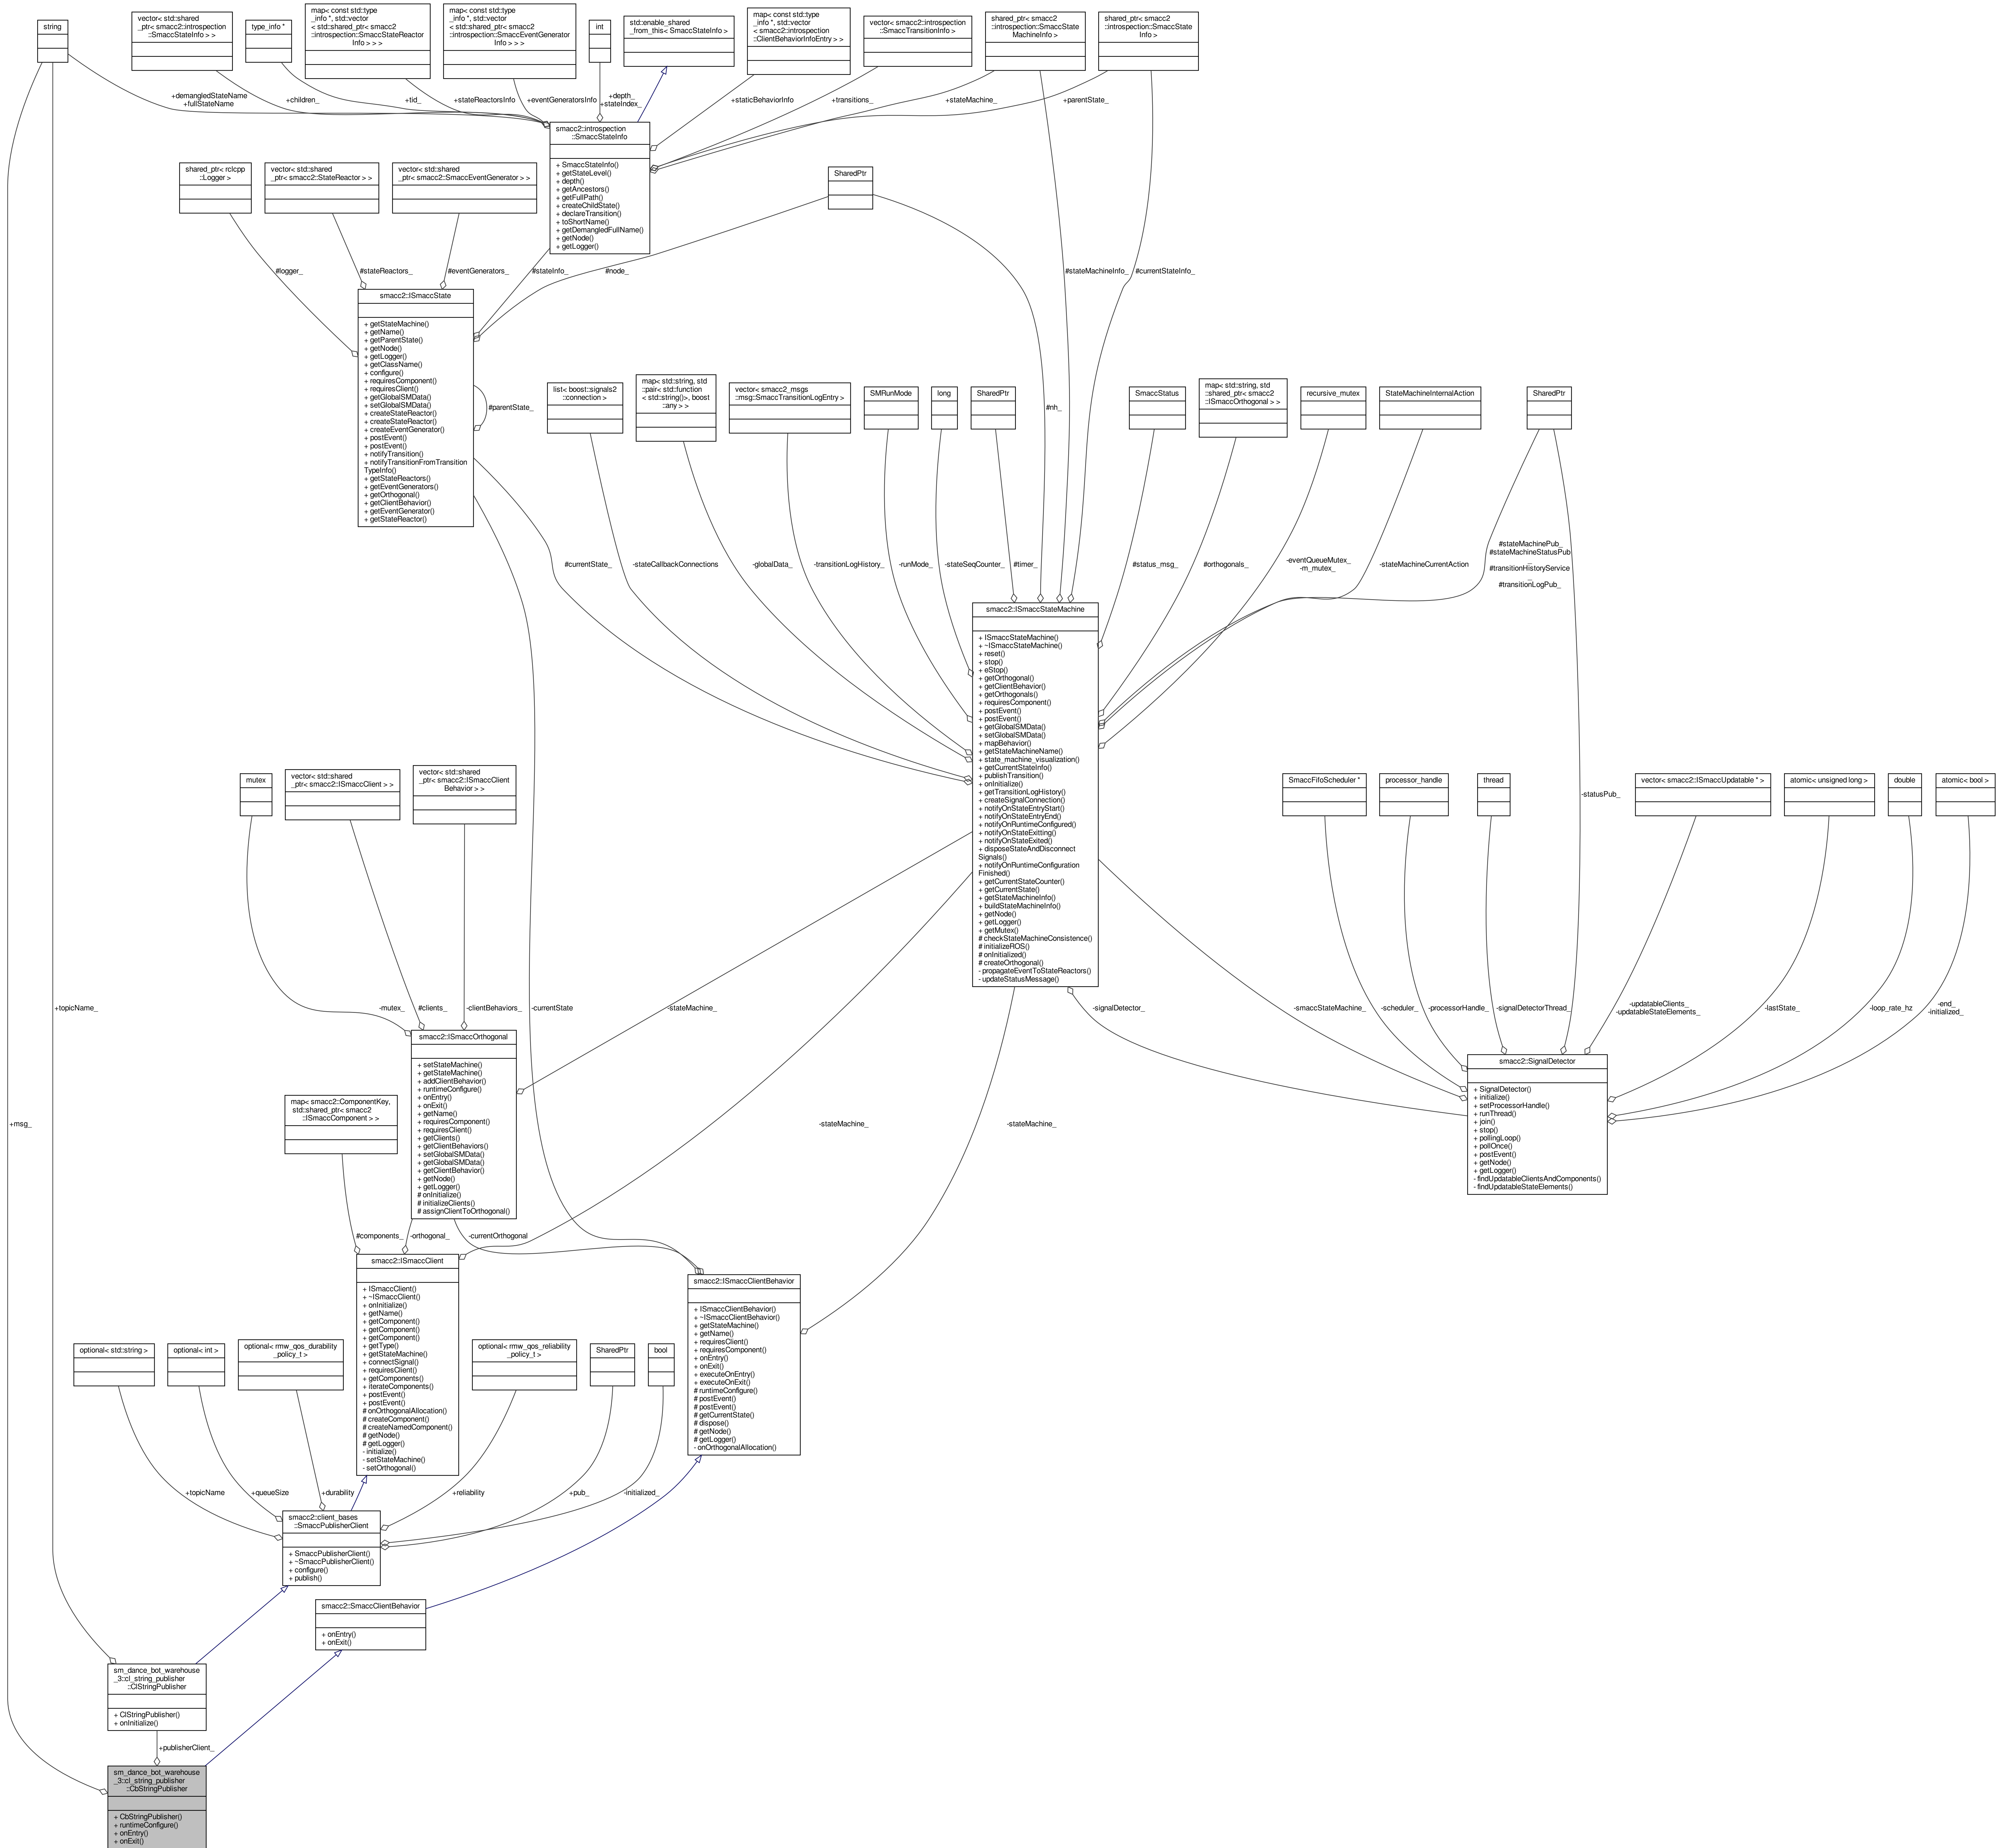 string
vector< std::shared
_ptr< smacc2::introspection
::SmaccStateInfo > >
type_info *
map< const std::type
_info *, std::vector
< std::shared_ptr< smacc2
::introspection::SmaccStateReactor
Info > > >
map< const std::type
_info *, std::vector
< std::shared_ptr< smacc2
::introspection::SmaccEventGenerator
Info > > >
int
std::enable_shared
_from_this< SmaccStateInfo >
map< const std::type
_info *, std::vector
< smacc2::introspection
::ClientBehaviorInfoEntry > >
vector< smacc2::introspection
::SmaccTransitionInfo >
shared_ptr< smacc2
::introspection::SmaccState
MachineInfo >
shared_ptr< smacc2
::introspection::SmaccState
Info >
+demangledStateName
+fullStateName
+children_
+tid_
+stateReactorsInfo
+eventGeneratorsInfo
+depth_
+stateIndex_
+staticBehaviorInfo
+transitions_
+stateMachine_
+parentState_
smacc2::introspection
::SmaccStateInfo
+ SmaccStateInfo()
+ getStateLevel()
+ depth()
+ getAncestors()
+ getFullPath()
+ createChildState()
+ declareTransition()
+ toShortName()
+ getDemangledFullName()
+ getNode()
+ getLogger()
shared_ptr< rclcpp
::Logger >
vector< std::shared
_ptr< smacc2::StateReactor > >
vector< std::shared
_ptr< smacc2::SmaccEventGenerator > >
SharedPtr
#logger_
#stateReactors_
#eventGenerators_
#stateInfo_
#node_
#stateMachineInfo_
#currentStateInfo_
smacc2::ISmaccState
+ getStateMachine()
+ getName()
+ getParentState()
+ getNode()
+ getLogger()
+ getClassName()
+ configure()
+ requiresComponent()
+ requiresClient()
+ getGlobalSMData()
+ setGlobalSMData()
+ createStateReactor()
+ createStateReactor()
+ createEventGenerator()
+ postEvent()
+ postEvent()
+ notifyTransition()
+ notifyTransitionFromTransition
TypeInfo()
+ getStateReactors()
+ getEventGenerators()
+ getOrthogonal()
+ getClientBehavior()
+ getEventGenerator()
+ getStateReactor()
#parentState_
list< boost::signals2
::connection >
map< std::string, std
::pair< std::function
< std::string()>, boost
::any > >
vector< smacc2_msgs
::msg::SmaccTransitionLogEntry >
SMRunMode
long
SharedPtr
#nh_
SmaccStatus
map< std::string, std
::shared_ptr< smacc2
::ISmaccOrthogonal > >
recursive_mutex
StateMachineInternalAction
SharedPtr
#currentState_
-stateCallbackConnections
-globalData_
-transitionLogHistory_
-runMode_
-stateSeqCounter_
#timer_
#status_msg_
#orthogonals_
-eventQueueMutex_
-m_mutex_
-stateMachineCurrentAction
#stateMachinePub_
#stateMachineStatusPub
_
#transitionHistoryService
_
#transitionLogPub_
smacc2::ISmaccStateMachine
+ ISmaccStateMachine()
+ ~ISmaccStateMachine()
+ reset()
+ stop()
+ eStop()
+ getOrthogonal()
+ getClientBehavior()
+ getOrthogonals()
+ requiresComponent()
+ postEvent()
+ postEvent()
+ getGlobalSMData()
+ setGlobalSMData()
+ mapBehavior()
+ getStateMachineName()
+ state_machine_visualization()
+ getCurrentStateInfo()
+ publishTransition()
+ onInitialize()
+ getTransitionLogHistory()
+ createSignalConnection()
+ notifyOnStateEntryStart()
+ notifyOnStateEntryEnd()
+ notifyOnRuntimeConfigured()
+ notifyOnStateExitting()
+ notifyOnStateExited()
+ disposeStateAndDisconnect
Signals()
+ notifyOnRuntimeConfiguration
Finished()
+ getCurrentStateCounter()
+ getCurrentState()
+ getStateMachineInfo()
+ buildStateMachineInfo()
+ getNode()
+ getLogger()
+ getMutex()
# checkStateMachineConsistence()
# initializeROS()
# onInitialized()
# createOrthogonal()
- propagateEventToStateReactors()
- updateStatusMessage()
mutex
vector< std::shared
_ptr< smacc2::ISmaccClient > >
vector< std::shared
_ptr< smacc2::ISmaccClient
Behavior > >
SmaccFifoScheduler *
processor_handle
thread
-statusPub_
vector< smacc2::ISmaccUpdatable * >
atomic< unsigned long >
double
atomic< bool >
+topicName_
-mutex_
#clients_
-clientBehaviors_
-currentState
-stateMachine_
-signalDetector_
-smaccStateMachine_
-scheduler_
-processorHandle_
-signalDetectorThread_
-updatableClients_
-updatableStateElements_
-lastState_
-loop_rate_hz
-end_
-initialized_
smacc2::ISmaccOrthogonal
+ setStateMachine()
+ getStateMachine()
+ addClientBehavior()
+ runtimeConfigure()
+ onEntry()
+ onExit()
+ getName()
+ requiresComponent()
+ requiresClient()
+ getClients()
+ getClientBehaviors()
+ setGlobalSMData()
+ getGlobalSMData()
+ getClientBehavior()
+ getNode()
+ getLogger()
# onInitialize()
# initializeClients()
# assignClientToOrthogonal()
smacc2::SignalDetector
+ SignalDetector()
+ initialize()
+ setProcessorHandle()
+ runThread()
+ join()
+ stop()
+ pollingLoop()
+ pollOnce()
+ postEvent()
+ getNode()
+ getLogger()
- findUpdatableClientsAndComponents()
- findUpdatableStateElements()
map< smacc2::ComponentKey,
std::shared_ptr< smacc2
::ISmaccComponent > >
+msg_
-stateMachine_
-stateMachine_
#components_
-orthogonal_
-currentOrthogonal
smacc2::ISmaccClient
+ ISmaccClient()
+ ~ISmaccClient()
+ onInitialize()
+ getName()
+ getComponent()
+ getComponent()
+ getComponent()
+ getType()
+ getStateMachine()
+ connectSignal()
+ requiresClient()
+ getComponents()
+ iterateComponents()
+ postEvent()
+ postEvent()
# onOrthogonalAllocation()
# createComponent()
# createNamedComponent()
# getNode()
# getLogger()
- initialize()
- setStateMachine()
- setOrthogonal()
smacc2::ISmaccClientBehavior
+ ISmaccClientBehavior()
+ ~ISmaccClientBehavior()
+ getStateMachine()
+ getName()
+ requiresClient()
+ requiresComponent()
+ onEntry()
+ onExit()
+ executeOnEntry()
+ executeOnExit()
# runtimeConfigure()
# postEvent()
# postEvent()
# getCurrentState()
# dispose()
# getNode()
# getLogger()
- onOrthogonalAllocation()
optional< std::string >
optional< int >
optional< rmw_qos_durability
_policy_t >
optional< rmw_qos_reliability
_policy_t >
SharedPtr
bool
+topicName
+queueSize
+durability
+reliability
+pub_
-initialized_
smacc2::client_bases
::SmaccPublisherClient
+ SmaccPublisherClient()
+ ~SmaccPublisherClient()
+ configure()
+ publish()
smacc2::SmaccClientBehavior
+ onEntry()
+ onExit()
sm_dance_bot_warehouse
_3::cl_string_publisher
::ClStringPublisher
+ ClStringPublisher()
+ onInitialize()
+publisherClient_
sm_dance_bot_warehouse
_3::cl_string_publisher
::CbStringPublisher
+ CbStringPublisher()
+ runtimeConfigure()
+ onEntry()
+ onExit()